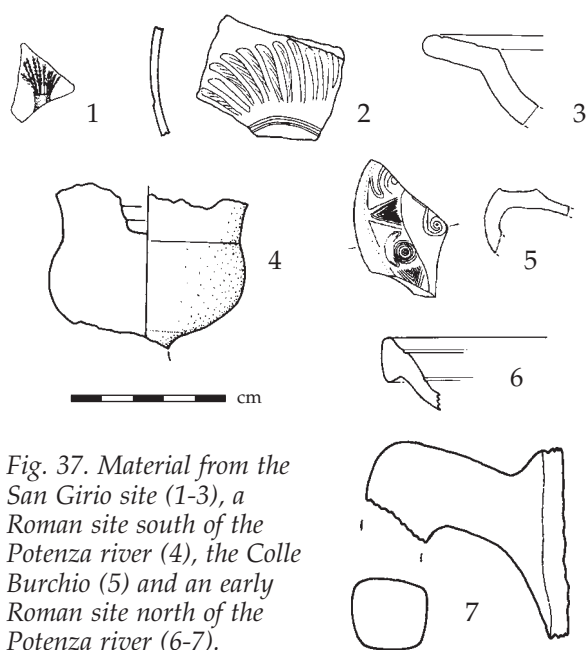 1
2
3
4
5
6
cm
7
Fig. 37. Material from the
San Girio site (1-3), a
Roman site south of the
Potenza river (4), the Colle
Burchio (5) and an early
Roman site north of the
Potenza river (6-7).